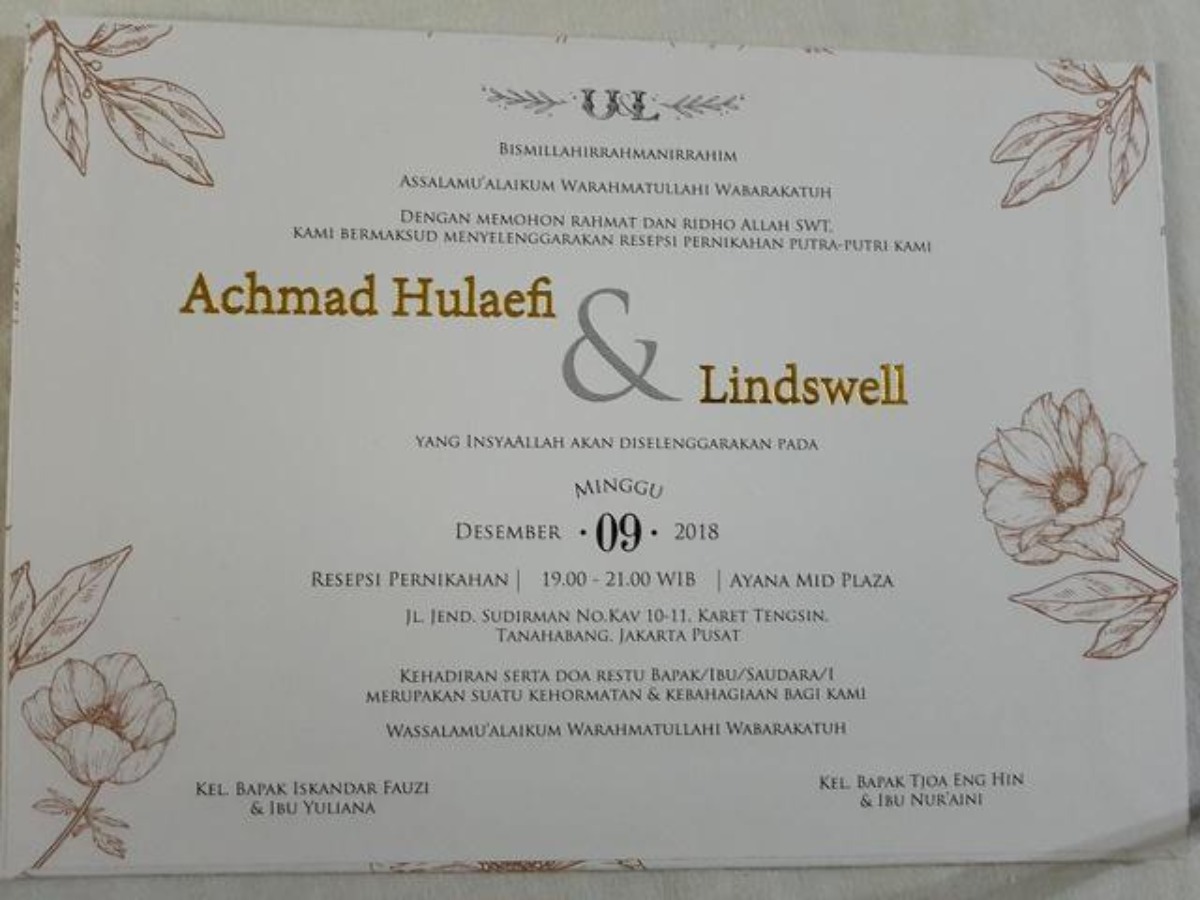 U&L
Bismillahirrahmanirrahim
Assalamu'alaikum Warahmatullahi Wabarakatuh
Dengan memohon rahmat dan ridho Allah SWT,
kami bermaksud menyelenggarakan resepsi pernikahan putra-putri kami
Achmad Hulaefi
&
Lindswell
yang InsyaAllah akan diselenggarakan pada
Minggu
Desember · 09 · 2018
Resepsi Pernikahan | 19.00 - 21.00 WIB | Ayana Mid Plaza
Jl. Jend. Sudirman No.Kav 10-11, Karet Tengsin,
Tanahabang, Jakarta Pusat
Kehadiran serta doa restu Bapak/Ibu/Saudara/i
merupakan suatu kehormatan & kebahagiaan bagi kami
Wassalamu'alaikum Warahmatullahi Wabarakatuh
Kel. Bapak Iskandar Fauzi
& Ibu Yuliana
Kel. Bapak Tjoa Eng Hin
& Ibu Nur'aini